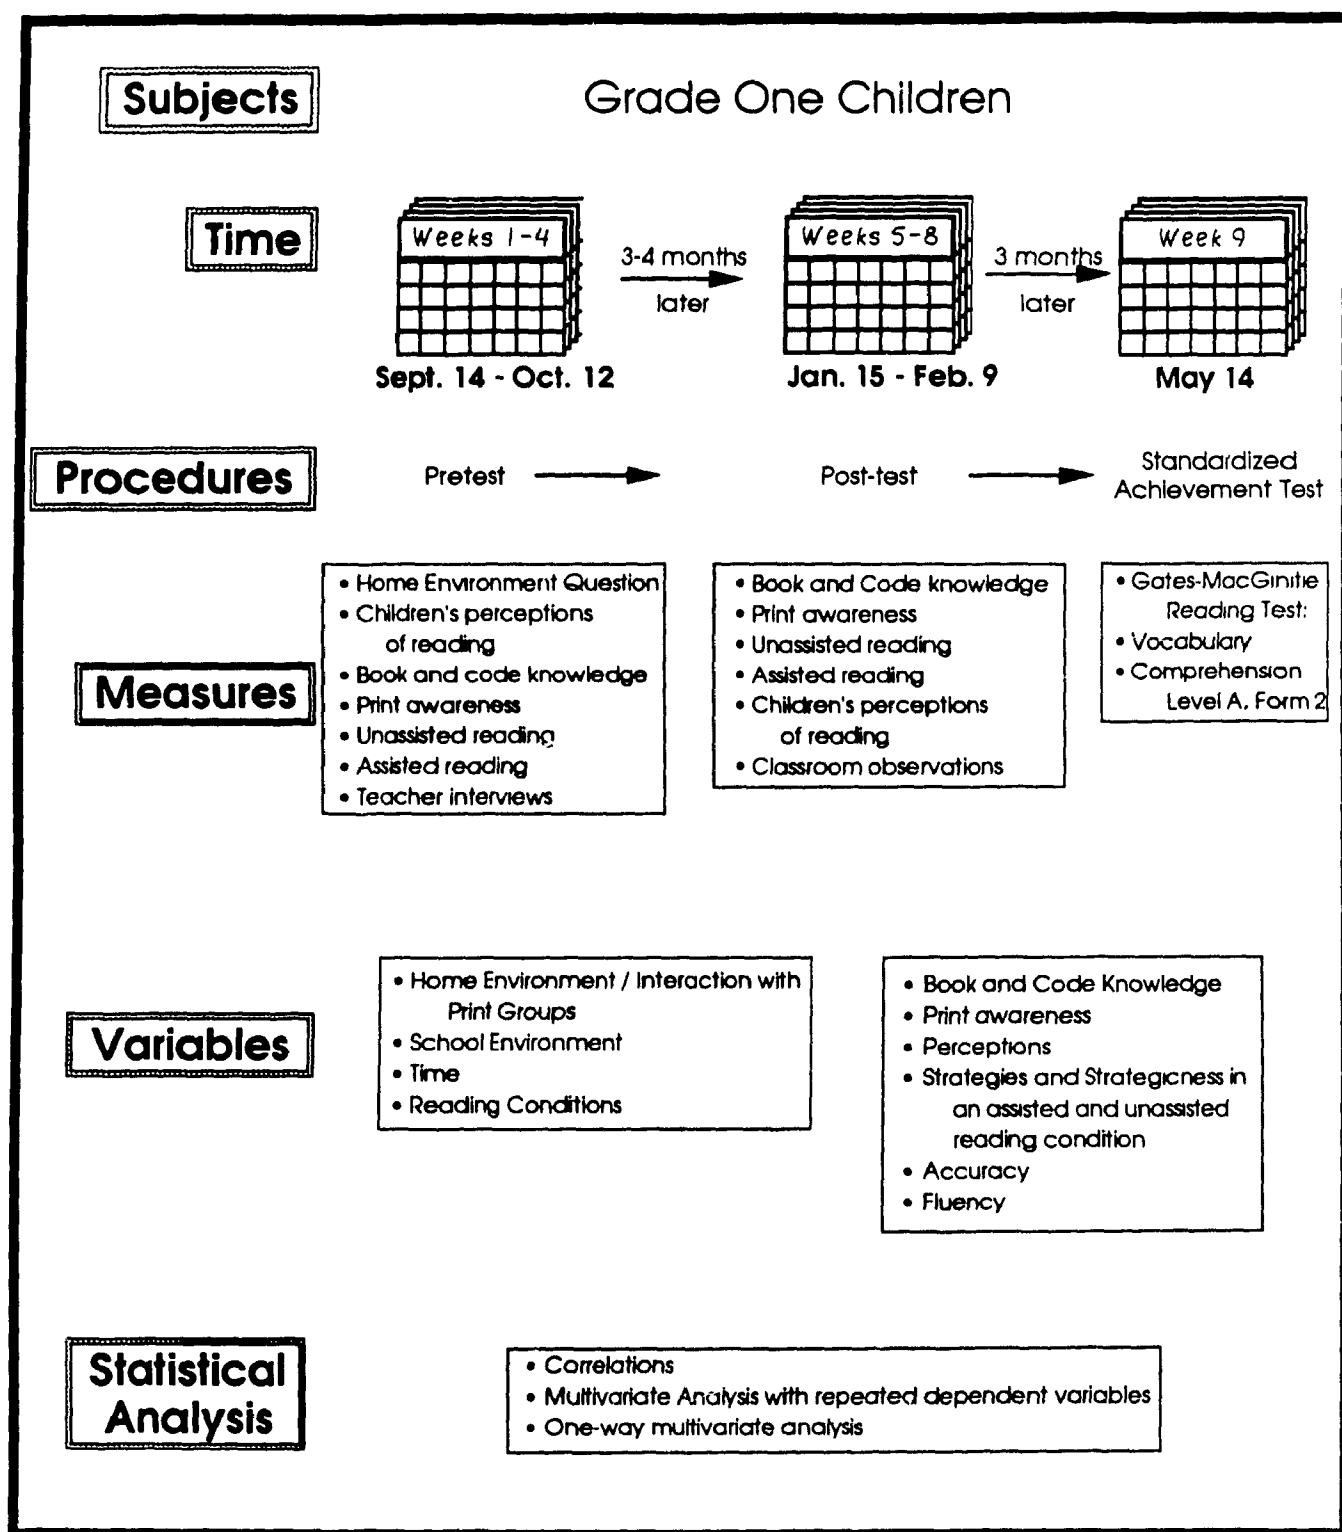 Subjects
Grade One Children
Time
Weeks 1-4
3-4 months
later
Weeks 5-8
3 months
later
Week 9
Sept. 14 - Oct. 12
Jan. 15 - Feb. 9
May 14
Procedures
Pretest
Post-test
Standardized
Achievement Test
Measures
• Home Environment Question
• Children's perceptions
of reading
• Book and code knowledge
• Print awareness
• Unassisted reading
• Assisted reading
• Teacher interviews
• Book and Code knowledge
• Print awareness
• Unassisted reading
• Assisted reading
• Children's perceptions
of reading
• Classroom observations
• Gates-MacGinitie
Reading Test:
• Vocabulary
• Comprehension
Level A, Form 2
Variables
• Home Environment / Interaction with
Print Groups
• School Environment
• Time
• Reading Conditions
• Book and Code Knowledge
• Print awareness
• Perceptions
• Strategies and Strategicness in
an assisted and unassisted
reading condition
• Accuracy
• Fluency
Statistical
Analysis
• Correlations
• Multivariate Analysis with repeated dependent variables
• One-way multivariate analysis